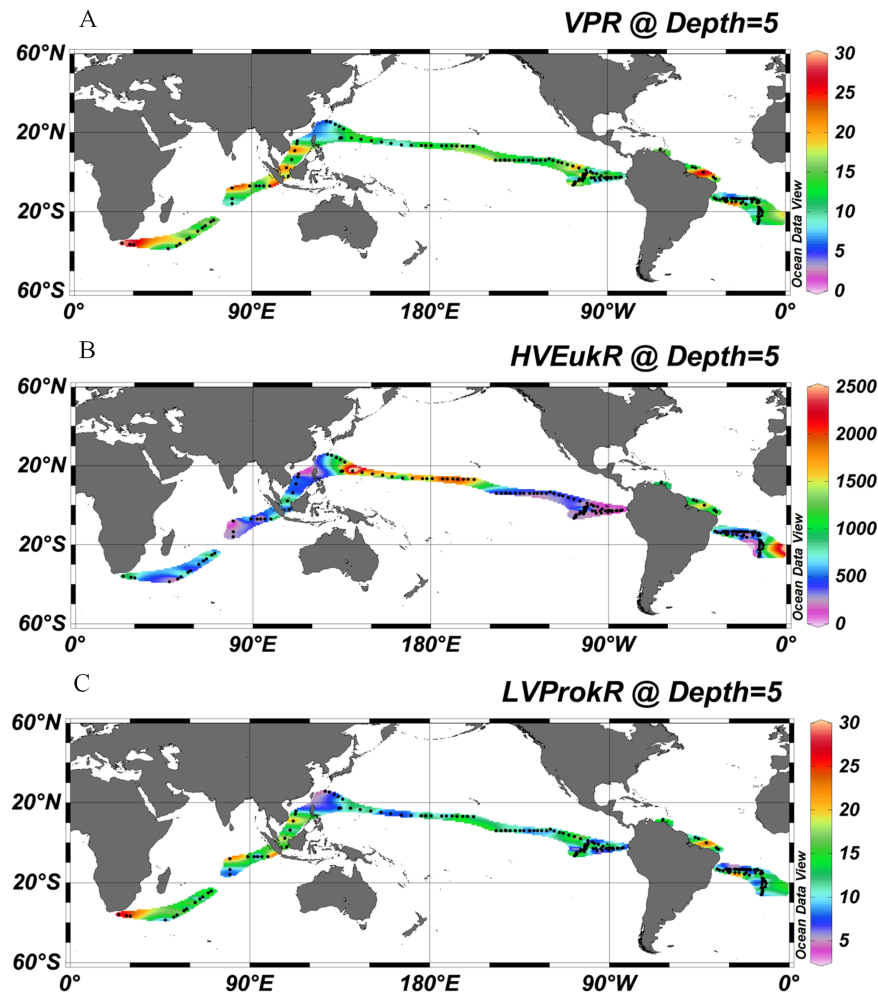 A
VPR @ Depth=5
60°N
20°N
20°S
60°S
0°
90°E
180°E
90°W
0°
30
25
20
15
10
5
0
Ocean Data View
B
HVEukR @ Depth=5
60°N
20°N
20°S
60°S
0°
90°E
180°E
90°W
0°
2500
2000
1500
1000
500
0
Ocean Data View
C
LVProkR @ Depth=5
60°N
20°N
20°S
60°S
0°
90°E
180°E
90°W
0°
30
25
20
15
10
5
Ocean Data View